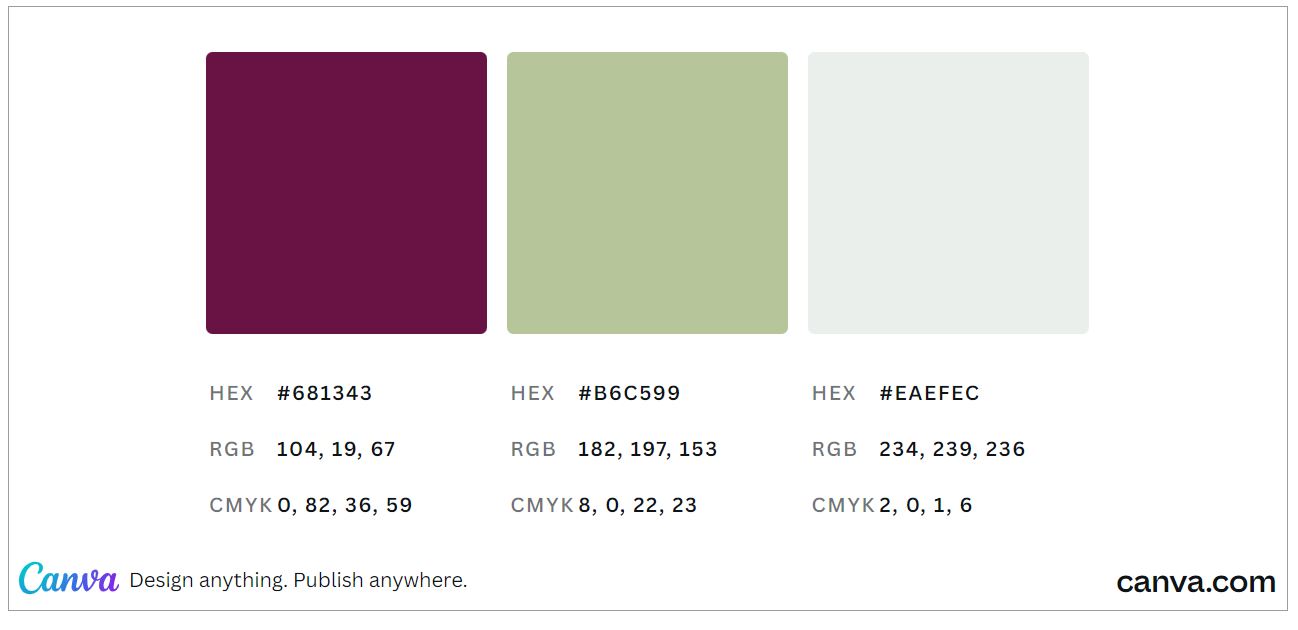 HEX #681343
HEX #B6C599
HEX #EAEFEC
RGB 104, 19, 67
RGB 182, 197, 153
RGB 234, 239, 236
CMYK 0, 82, 36, 59
CMYK 8, 0, 22, 23
CMYK 2, 0, 1, 6
Canva Design anything. Publish anywhere.
canva.com